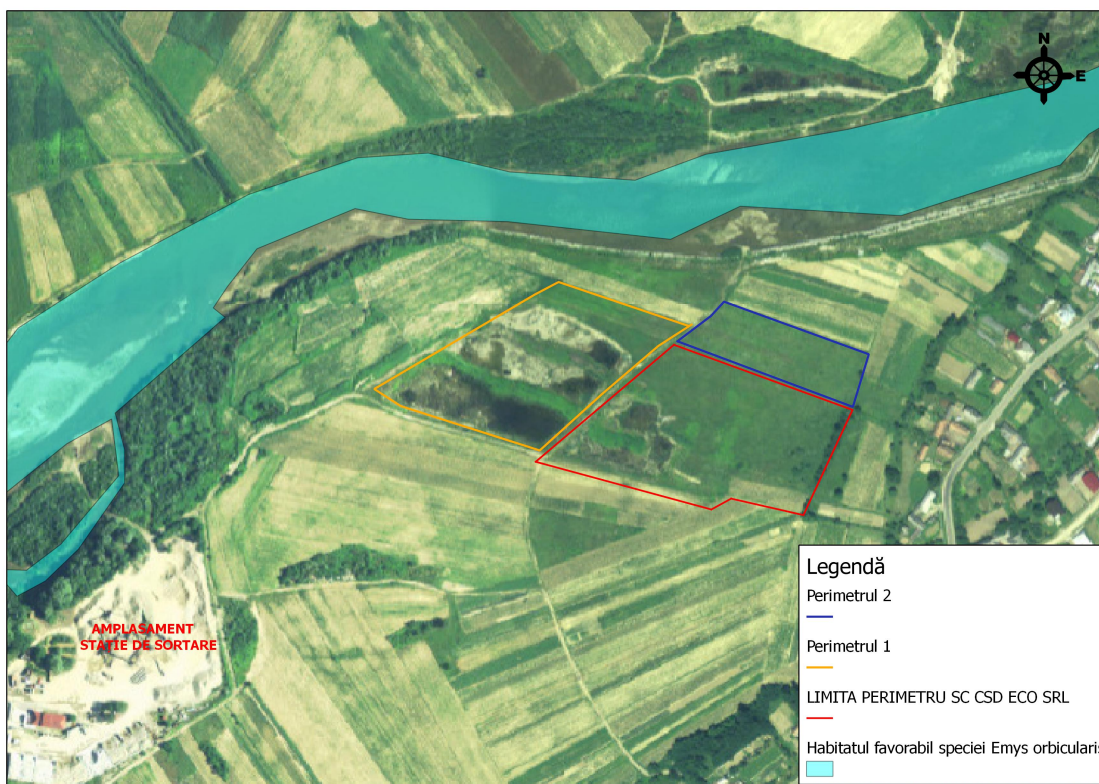 N
E
AMPLASAMENT
STAȚIE DE SORTARE
Legendă
Perimetrul 2
Perimetrul 1
LIMITA PERIMETRU SC CSD ECO SRL
Habitatul favorabil speciei Emys orbicularis